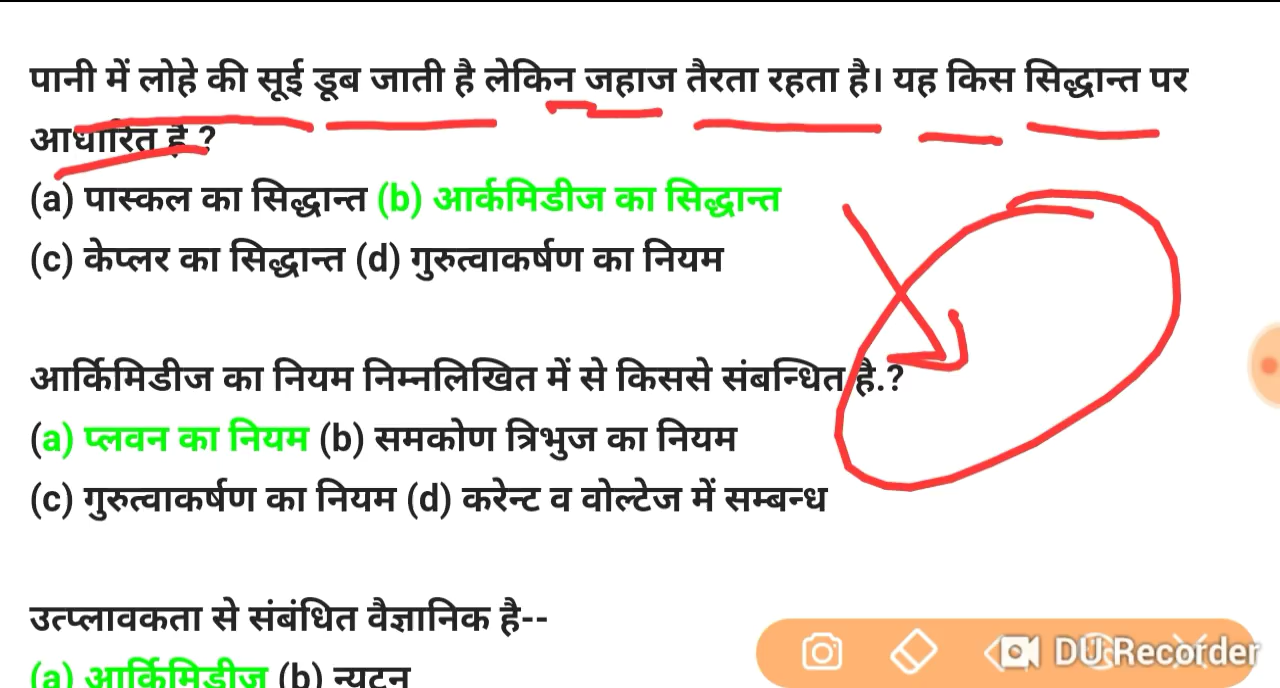 पानी में लोहे की सूई डूब जाती है लेकिन जहाज तैरता रहता है। यह किस सिद्धान्त पर
आधारित है ?
(a) पास्कल का सिद्धान्त (b) आर्कमिडीज का सिद्धान्त
(c) केप्लर का सिद्धान्त (d) गुरुत्वाकर्षण का नियम
आर्किमिडीज का नियम निम्नलिखित में से किससे संबन्धित है.?
(a) प्लवन का नियम (b) समकोण त्रिभुज का नियम
(c) गुरुत्वाकर्षण का नियम (d) करेन्ट व वोल्टेज में सम्बन्ध
उत्प्लावकता से संबंधित वैज्ञानिक है--
(a) आर्किमिडीज (b) न्यूटन
DU Recorder